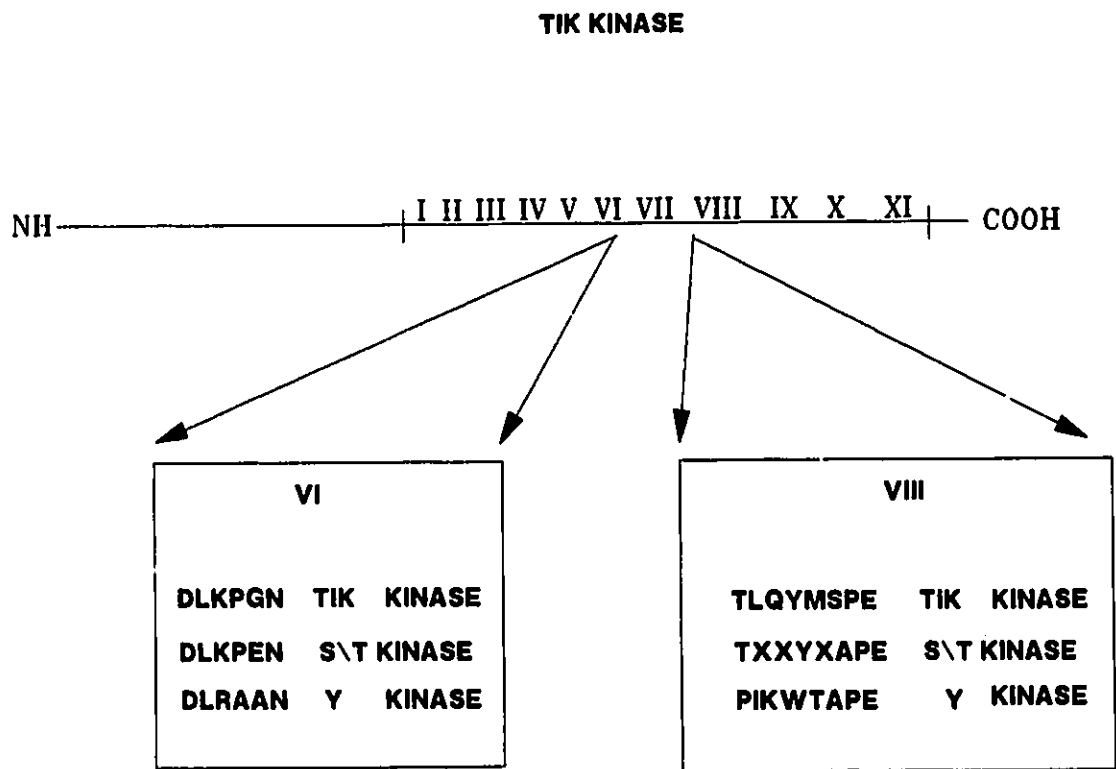 TIK KINASE
NH I II III IV V VI VII VIII IX X XI COOH
VI
DLKPGN TIK KINASE
DLKPEN S\T KINASE
DLRAAN Y KINASE
VIII
TLQYMSPE TIK KINASE
TXXYXAPE S\T KINASE
PIKWTAPE Y KINASE